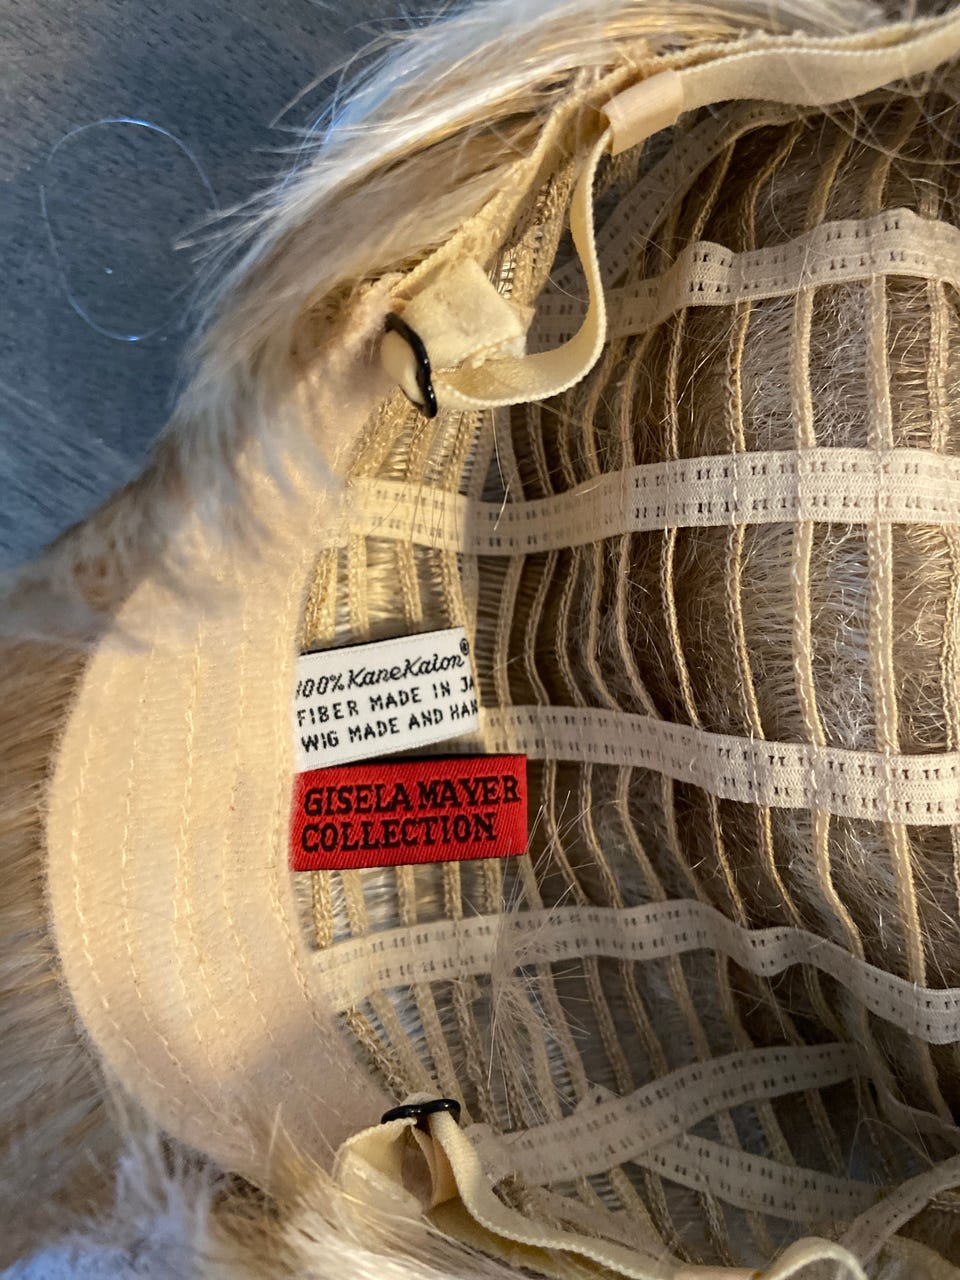 100% KaneKalon®
FIBER MADE IN
WIG MADE AND
GISELA MAYER
COLLECTION